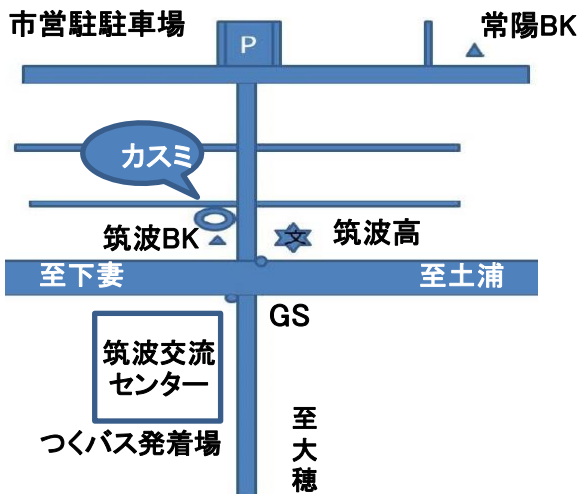 市営駐駐車場
P
常陽BK
カスミ
筑波BK
文
筑波高
至下妻
至土浦
GS
筑波交流
センター
つくバス発着場
至大穂